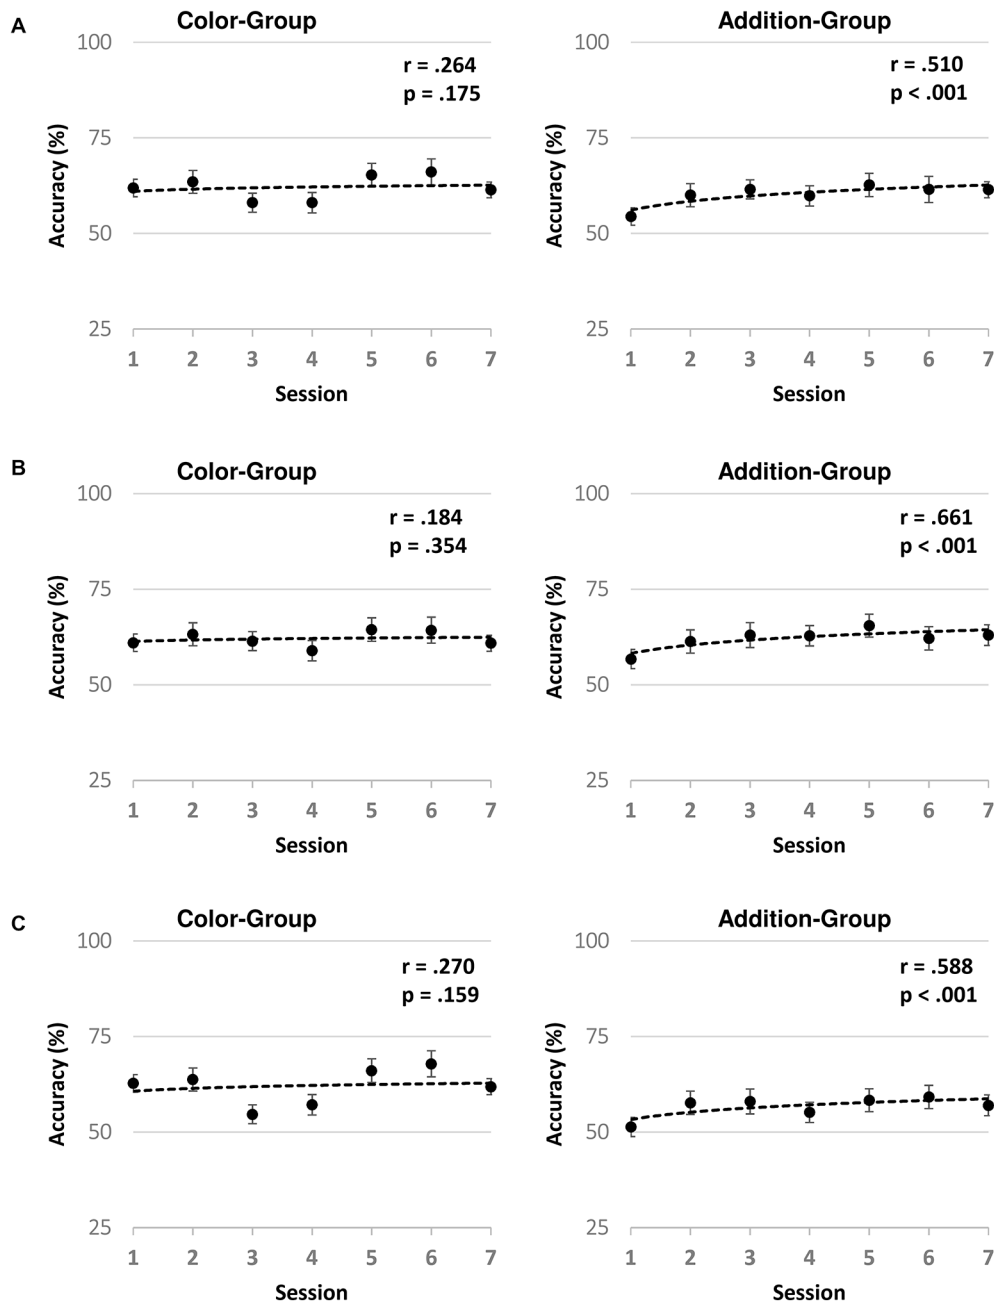 A
Color-Group
Addition-Group
r = .264
p = .175
r = .510
p < .001
100
75
50
25
Accuracy (%)
1 2 3 4 5 6 7
Session
100
75
50
25
Accuracy (%)
1 2 3 4 5 6 7
Session
B
Color-Group
Addition-Group
r = .184
p = .354
r = .661
p < .001
100
75
50
25
Accuracy (%)
1 2 3 4 5 6 7
Session
100
75
50
25
Accuracy (%)
1 2 3 4 5 6 7
Session
C
Color-Group
Addition-Group
r = .270
p = .159
r = .588
p < .001
100
75
50
25
Accuracy (%)
1 2 3 4 5 6 7
Session
100
75
50
25
Accuracy (%)
1 2 3 4 5 6 7
Session